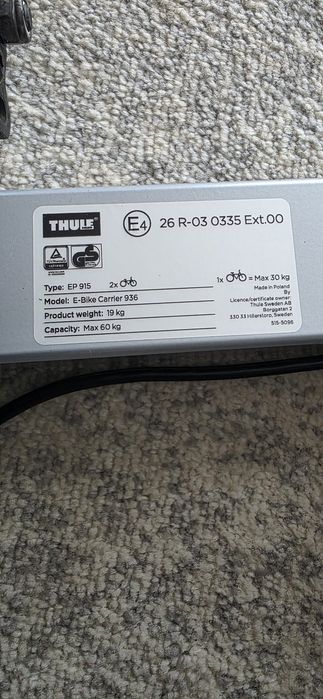 THULE
E4 26 R-03 0335 Ext.00
Type: EP 915 2x 1x = Max 30 kg
Model: E-Bike Carrier 936
Product weight: 19 kg
Capacity: Max 60 kg
Made in Poland
By
Licence/certificate owner:
Thule Sweden AB
Borggatan 2
330 33 Hillerstorp, Sweden
515-5096